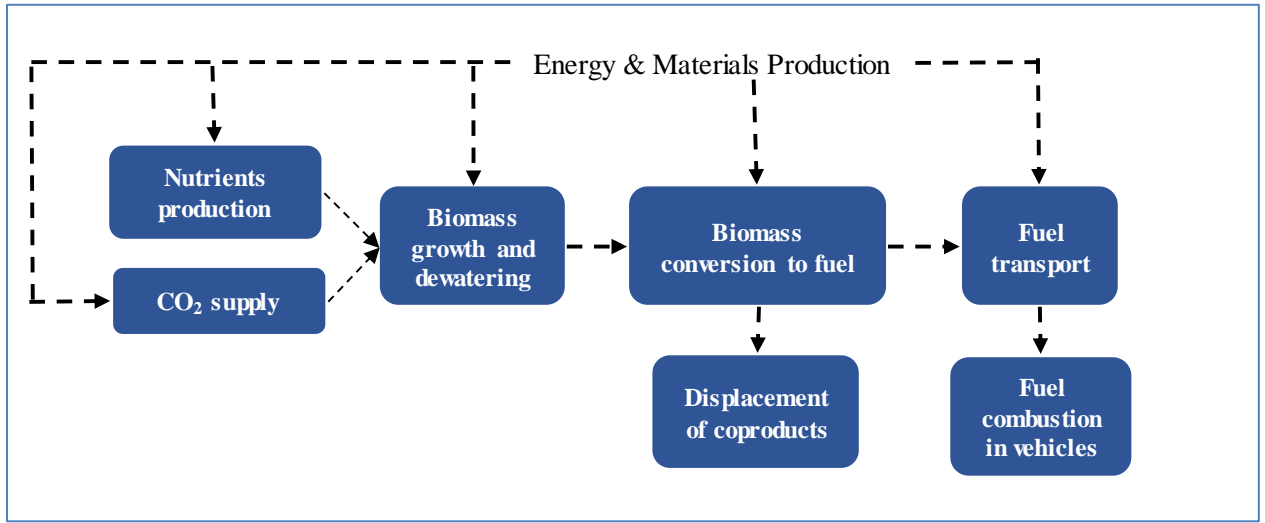 Energy & Materials Production
Nutrients
production
CO₂ supply
Biomass
growth and
dewatering
Biomass
conversion to fuel
Fuel
transport
Displacement
of coproducts
Fuel
combustion
in vehicles